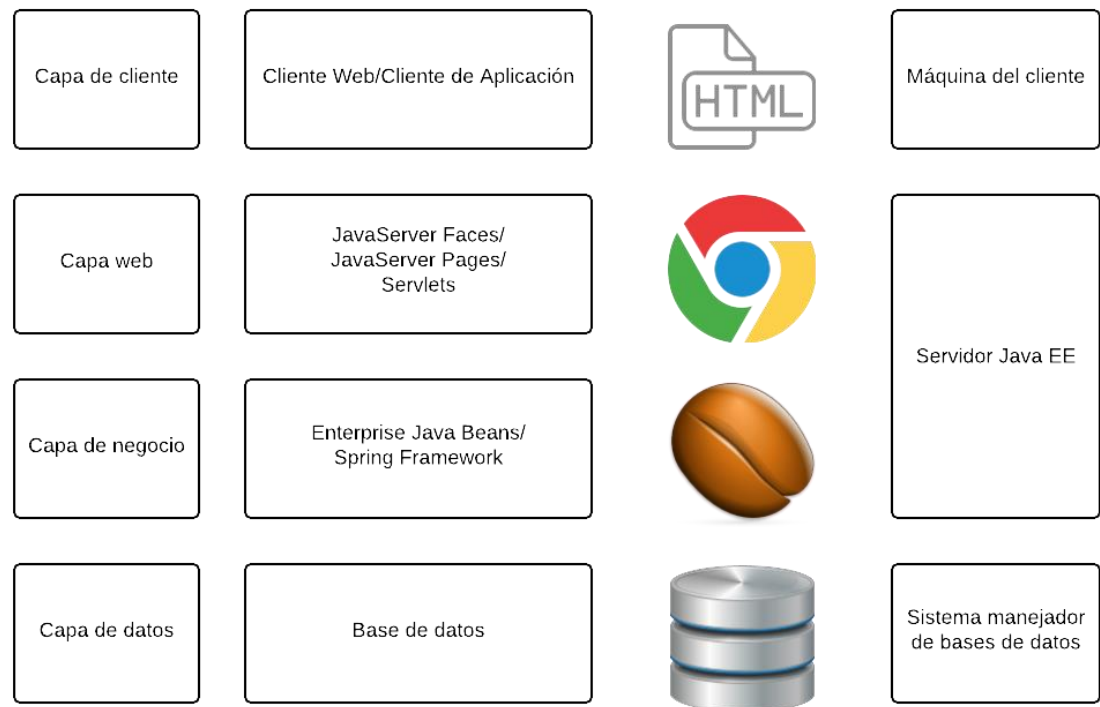 Capa de cliente
Cliente Web/Cliente de Aplicación
HTML
Máquina del cliente
Capa web
JavaServer Faces/
JavaServer Pages/
Servlets
Servidor Java EE
Capa de negocio
Enterprise Java Beans/
Spring Framework
Capa de datos
Base de datos
Sistema manejador
de bases de datos